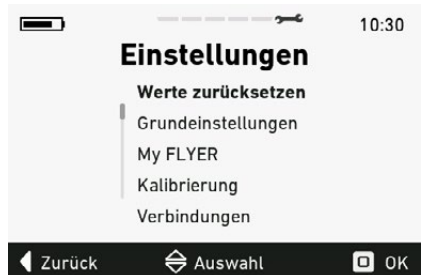 10:30
Einstellungen
Werte zurücksetzen
Grundeinstellungen
My FLYER
Kalibrierung
Verbindungen
Zurück Auswahl OK